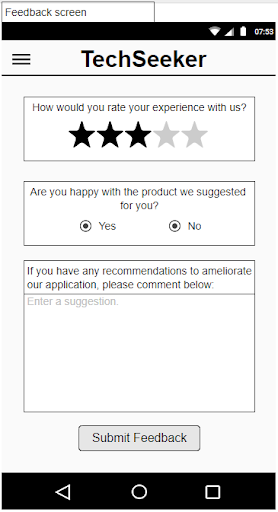 Feedback screen
07:53
TechSeeker
How would you rate your experience with us?
Are you happy with the product we suggested
for you?
Yes No
If you have any recommendations to ameliorate
our application, please comment below:
Enter a suggestion.
Submit Feedback